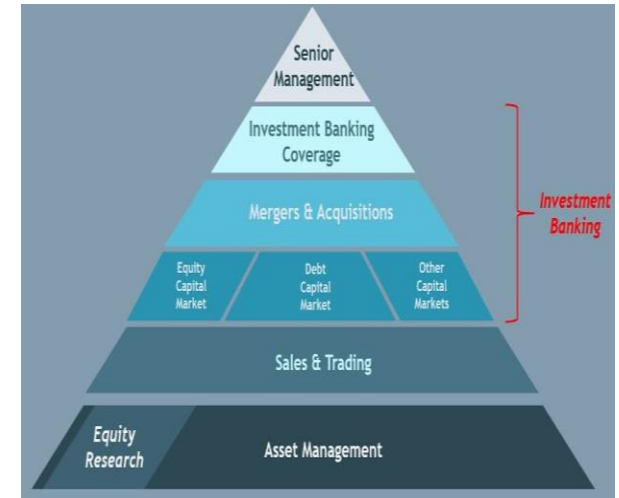 Senior
Management
Investment Banking
Coverage
Mergers & Acquisitions
Investment
Banking
Equity
Capital
Market
Debt
Capital
Market
Other
Capital
Markets
Sales & Trading
Equity
Research
Asset Management